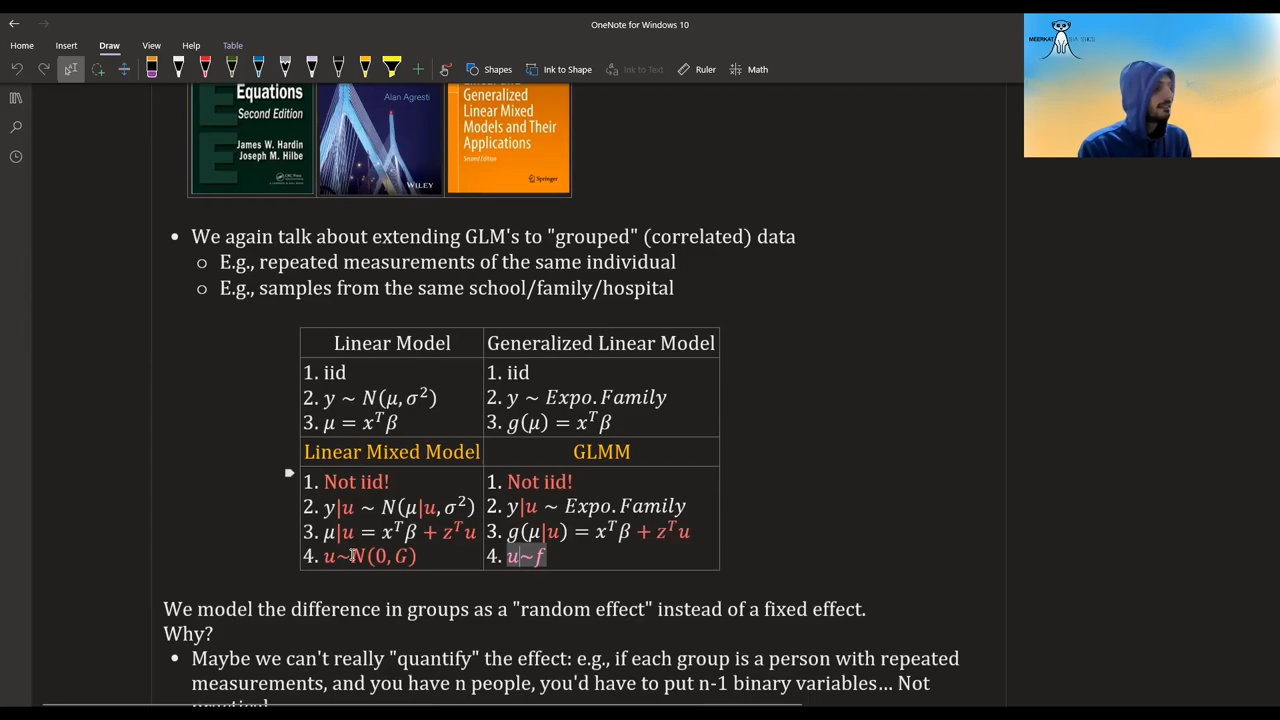 OneNote for Windows 10
Home Insert Draw View Help Table
Shapes Ink to Shape Ink to Text Ruler Math
MEERKAT
Equations
Second Edition
James W. Hardin
Joseph M. Hilbe
CRC Press
Alan Agresti
WILEY
Generalized
Linear Mixed
Models and Their
Applications
Second Edition
Springer
• We again talk about extending GLM's to "grouped" (correlated) data
○ E.g., repeated measurements of the same individual
○ E.g., samples from the same school/family/hospital
Linear Model Generalized Linear Model
1. iid 1. iid
2. y ~ N(μ, σ²) 2. y ~ Expo. Family
3. μ = xᵀβ 3. g(μ) = xᵀβ
Linear Mixed Model GLMM
1. Not iid! 1. Not iid!
2. y|u ~ N(μ|u, σ²) 2. y|u ~ Expo. Family
3. μ|u = xᵀβ + zᵀu 3. g(μ|u) = xᵀβ + zᵀu
4. u~N(0, G) 4. u~f
We model the difference in groups as a "random effect" instead of a fixed effect.
Why?
• Maybe we can't really "quantify" the effect: e.g., if each group is a person with repeated
measurements, and you have n people, you'd have to put n-1 binary variables... Not
practical